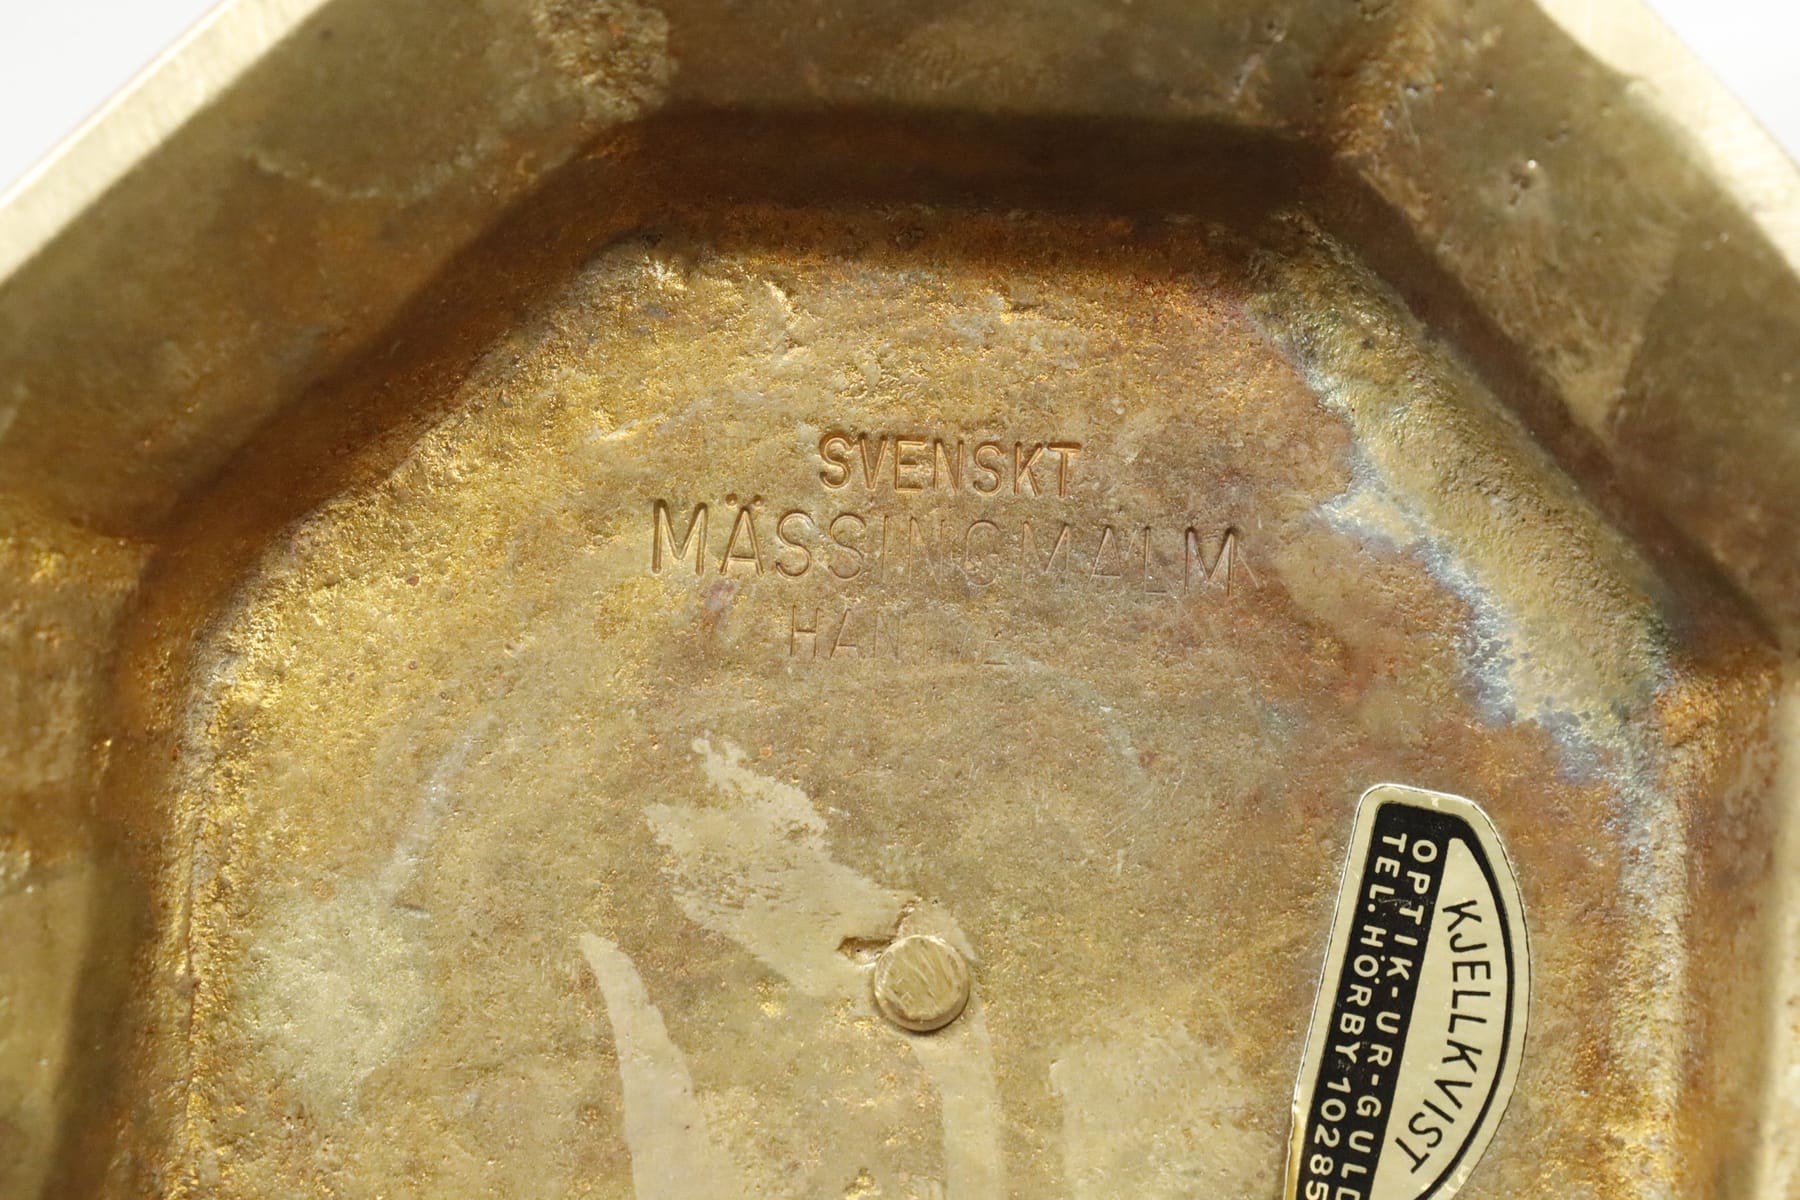 SVENSKT
MÄSSINGMALM
KJELLKVIST
OPTIK-UR-GULD
TEL. HÖRBY 10285